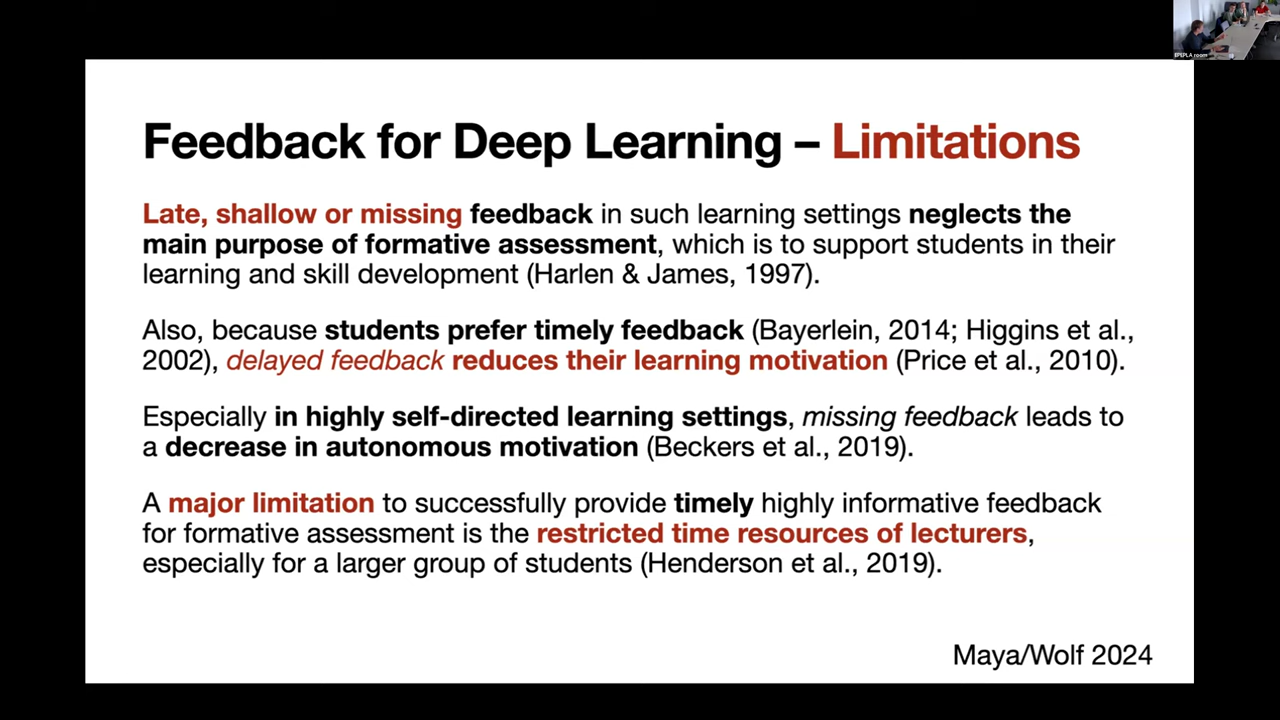 Feedback for Deep Learning – Limitations
Late, shallow or missing feedback in such learning settings neglects the
main purpose of formative assessment, which is to support students in their
learning and skill development (Harlen & James, 1997).
Also, because students prefer timely feedback (Bayerlein, 2014; Higgins et al.,
2002), delayed feedback reduces their learning motivation (Price et al., 2010).
Especially in highly self-directed learning settings, missing feedback leads to
a decrease in autonomous motivation (Beckers et al., 2019).
A major limitation to successfully provide timely highly informative feedback
for formative assessment is the restricted time resources of lecturers,
especially for a larger group of students (Henderson et al., 2019).
Maya/Wolf 2024